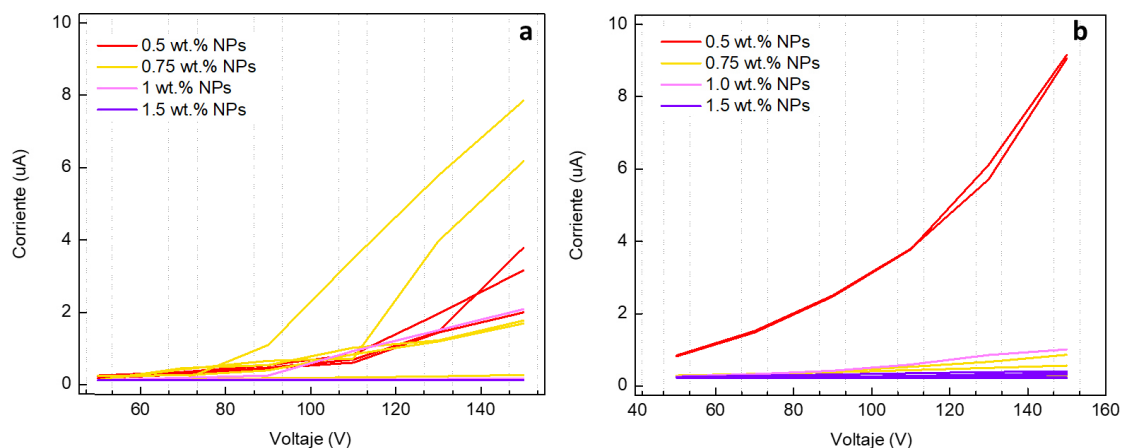 a
10
8
6
4
2
0
Corriente (uA)
0.5 wt.% NPs
0.75 wt.% NPs
1 wt.% NPs
1.5 wt.% NPs
60 80 100 120 140
Voltaje (V)
b
10
8
6
4
2
0
Corriente (uA)
0.5 wt.% NPs
0.75 wt.% NPs
1.0 wt.% NPs
1.5 wt.% NPs
40 60 80 100 120 140 160
Voltaje (V)